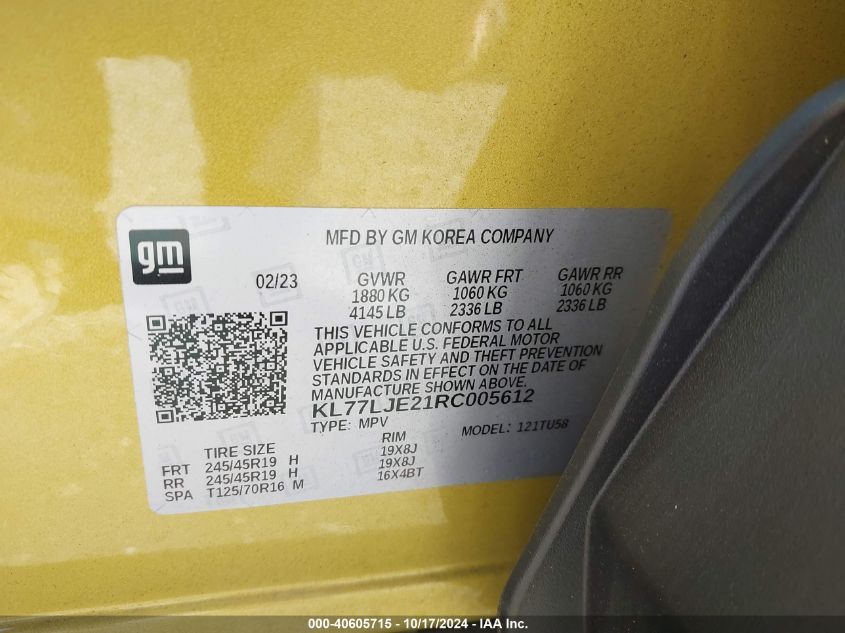 gm
MFD BY GM KOREA COMPANY
02/23 GVWR GAWR FRT GAWR RR
1880 KG 1060 KG 1060 KG
4145 LB 2336 LB 2336 LB
THIS VEHICLE CONFORMS TO ALL
APPLICABLE U.S. FEDERAL MOTOR
VEHICLE SAFETY AND THEFT PREVENTION
STANDARDS IN EFFECT ON THE DATE OF
MANUFACTURE SHOWN ABOVE.
KL77LJE21RC005612
TYPE: MPV MODEL: 121TU58
TIRE SIZE RIM
FRT 245/45R19 H 19X8J
RR 245/45R19 H 19X8J
SPA T125/70R16 M 16X4BT
000-40605715 - 10/17/2024 - IAA Inc.